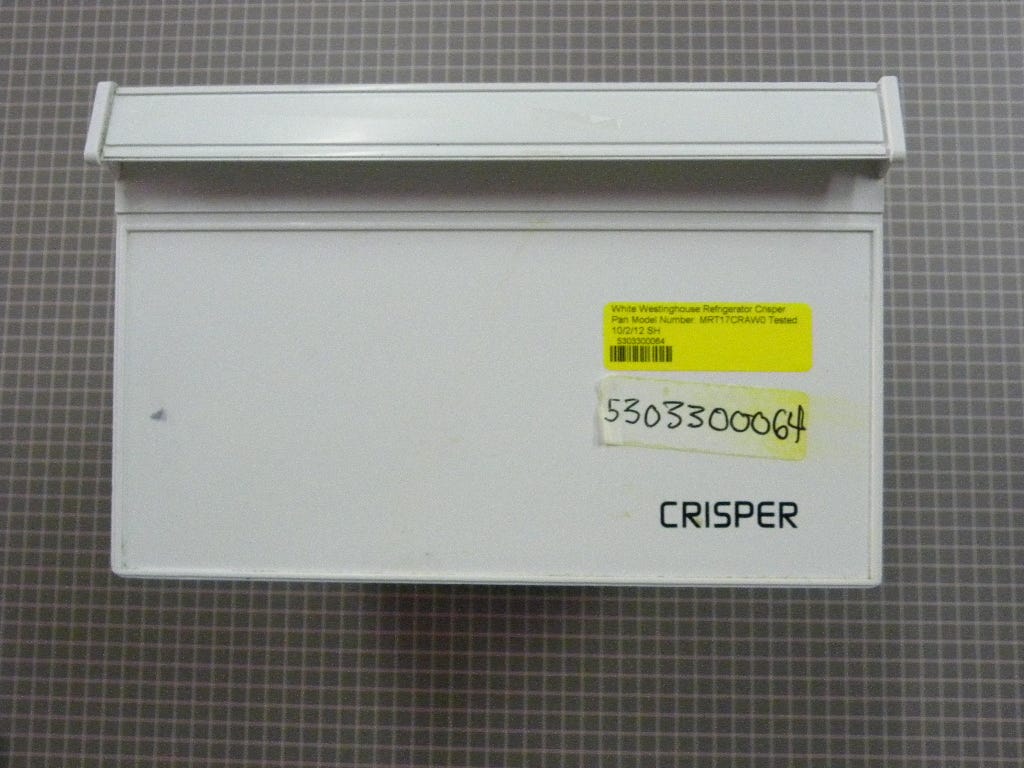 White Westinghouse Refrigerator Crisper
Pan Model Number: MRT17CRAW0 Tested
10/2/12 SH
5303300064
5303300064
CRISPER